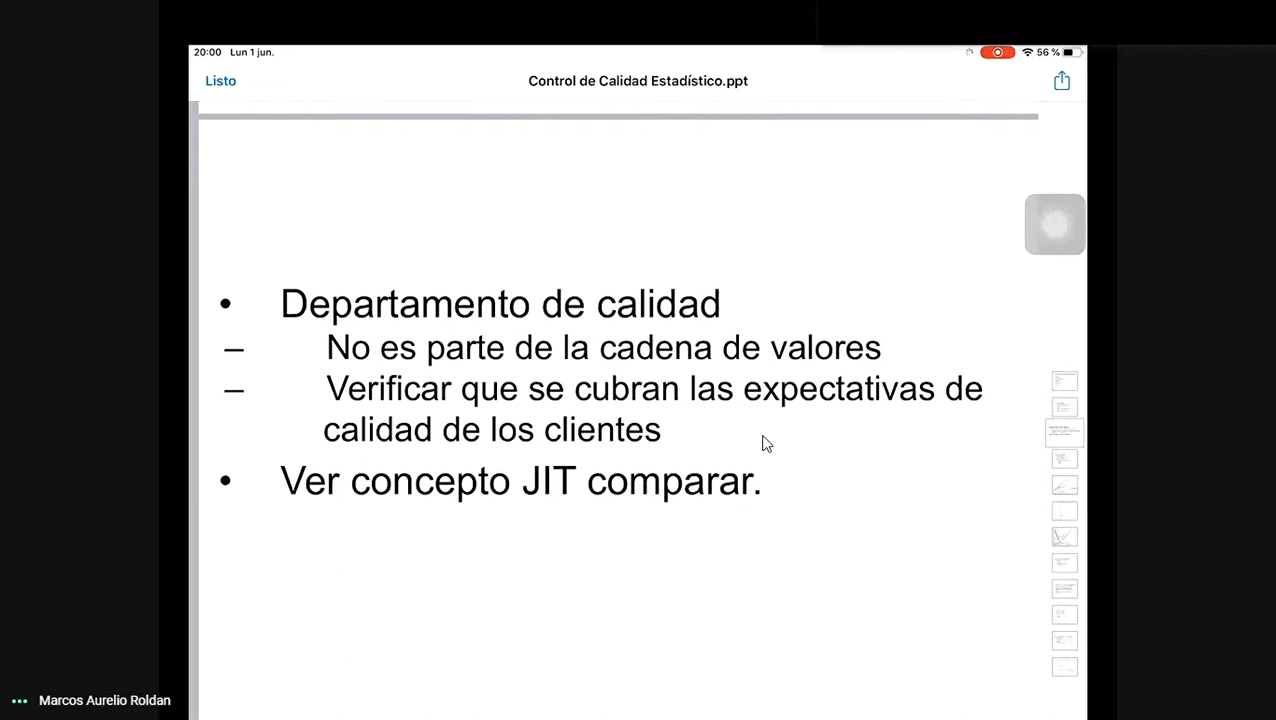 20:00 Lun 1 jun.
56 %
Listo
Control de Calidad Estadístico.ppt
• Departamento de calidad
– No es parte de la cadena de valores
– Verificar que se cubran las expectativas de
calidad de los clientes
• Ver concepto JIT comparar.
Marcos Aurelio Roldan